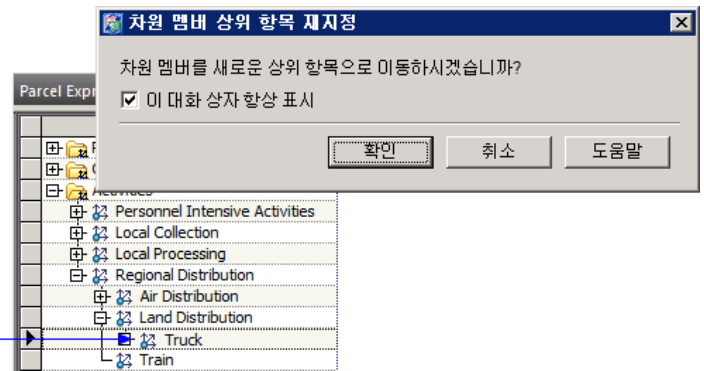 차원 멤버 상위 항목 재지정
차원 멤버를 새로운 상위 항목으로 이동하시겠습니까?
이 대화 상자 항상 표시
확인 취소 도움말
Parcel Expr
Activities
Personnel Intensive Activities
Local Collection
Local Processing
Regional Distribution
Air Distribution
Land Distribution
Truck
Train